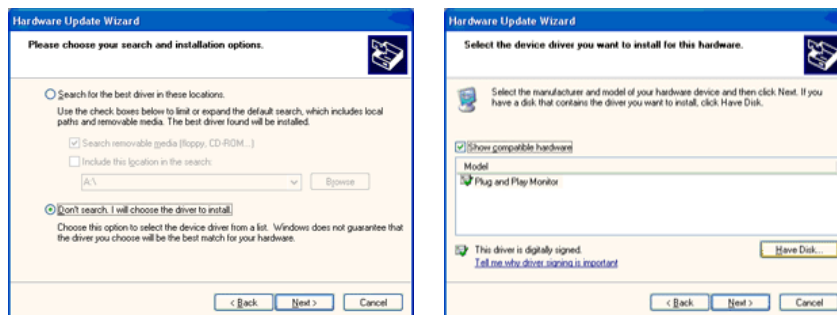 Hardware Update Wizard
Please choose your search and installation options.
Search for the best driver in these locations.
Use the check boxes below to limit or expand the default search, which includes local
paths and removable media. The best driver found will be installed.
Search removable media (floppy, CD-ROM...)
Include this location in the search:
A:\
Browse
Don't search. I will choose the driver to install.
Choose this option to select the device driver from a list. Windows does not guarantee that
the driver you choose will be the best match for your hardware.
< Back
Next >
Cancel
Hardware Update Wizard
Select the device driver you want to install for this hardware.
Select the manufacturer and model of your hardware device and then click Next. If you
have a disk that contains the driver you want to install, click Have Disk.
Show compatible hardware
Model
Plug and Play Monitor
This driver is digitally signed.
Tell me why driver signing is important
Have Disk...
< Back
Next >
Cancel